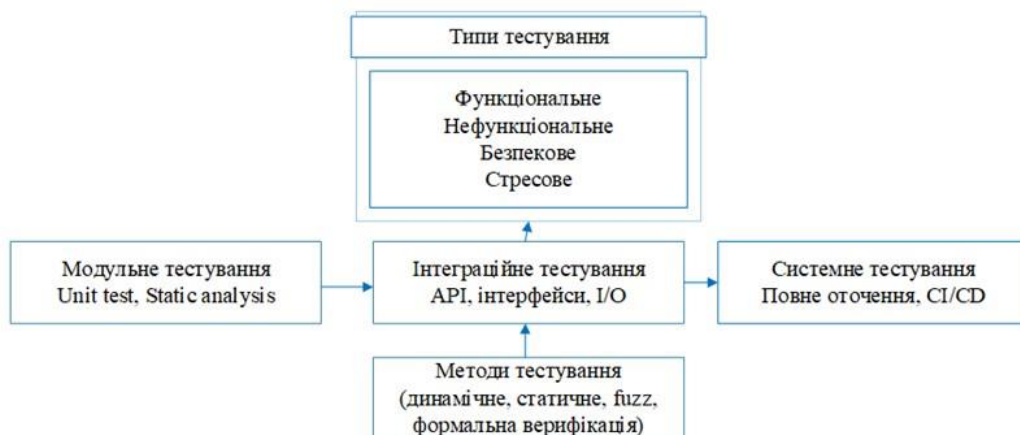 Типи тестування
Функціональне
Нефункціональне
Безпекове
Стресове
Модульне тестування
Unit test, Static analysis
Інтеграційне тестування
API, інтерфейси, I/O
Системне тестування
Повне оточення, CI/CD
Методи тестування
(динамічне, статичне, fuzz,
формальна верифікація)